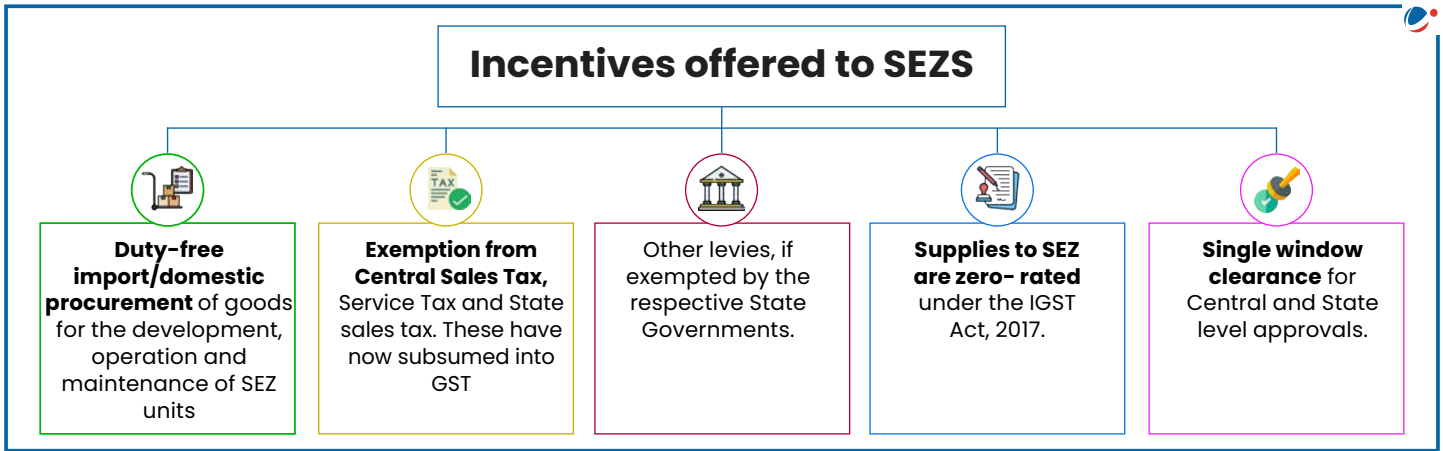 Incentives offered to SEZS
TAX
Duty-free
import/domestic
procurement of goods
for the development,
operation and
maintenance of SEZ
units
Exemption from
Central Sales Tax,
Service Tax and State
sales tax. These have
now subsumed into
GST
Other levies, if
exempted by the
respective State
Governments.
Supplies to SEZ
are zero- rated
under the IGST
Act, 2017.
Single window
clearance for
Central and State
level approvals.